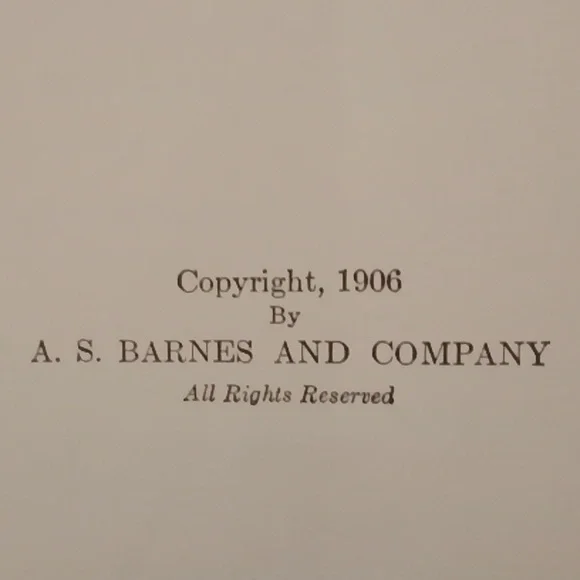 Copyright, 1906
By
A. S. BARNES AND COMPANY
All Rights Reserved